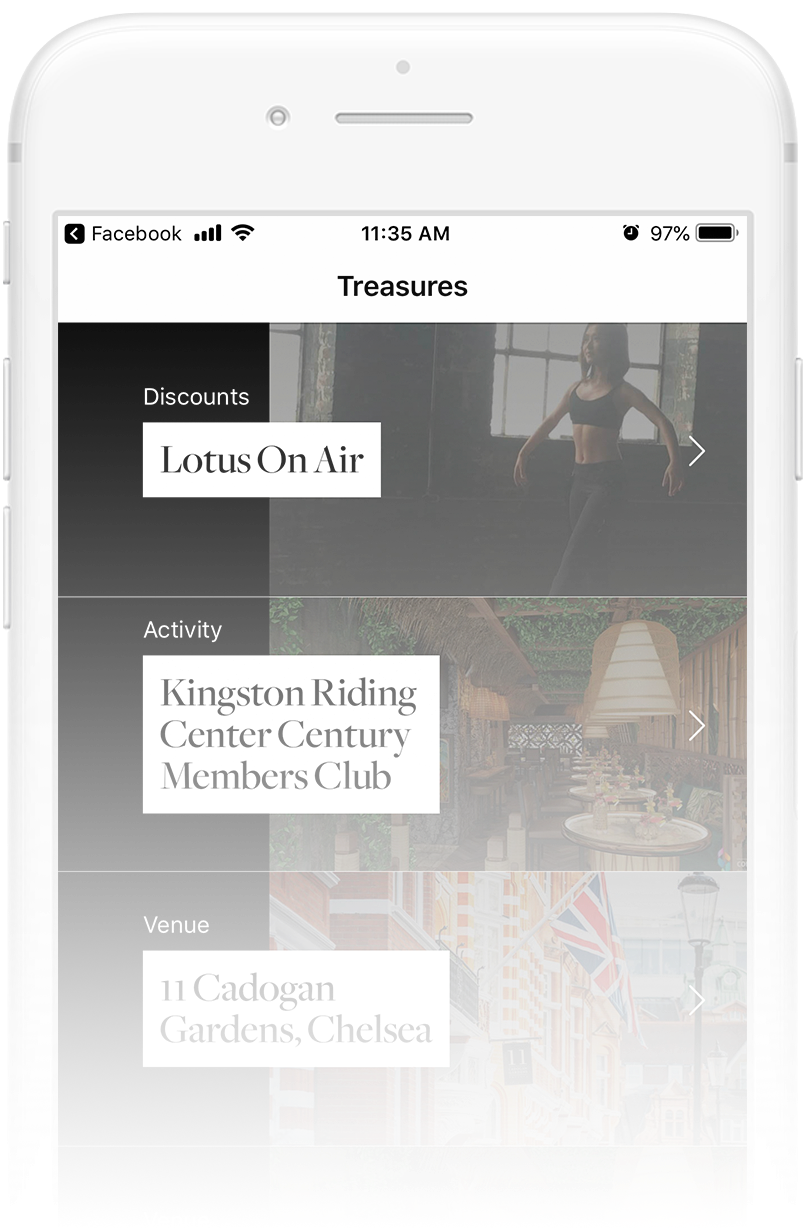 Facebook 11:35 AM 97%
Treasures
Discounts
Lotus On Air
Activity
Kingston Riding
Center Century
Members Club
Venue
11 Cadogan
Gardens, Chelsea
11